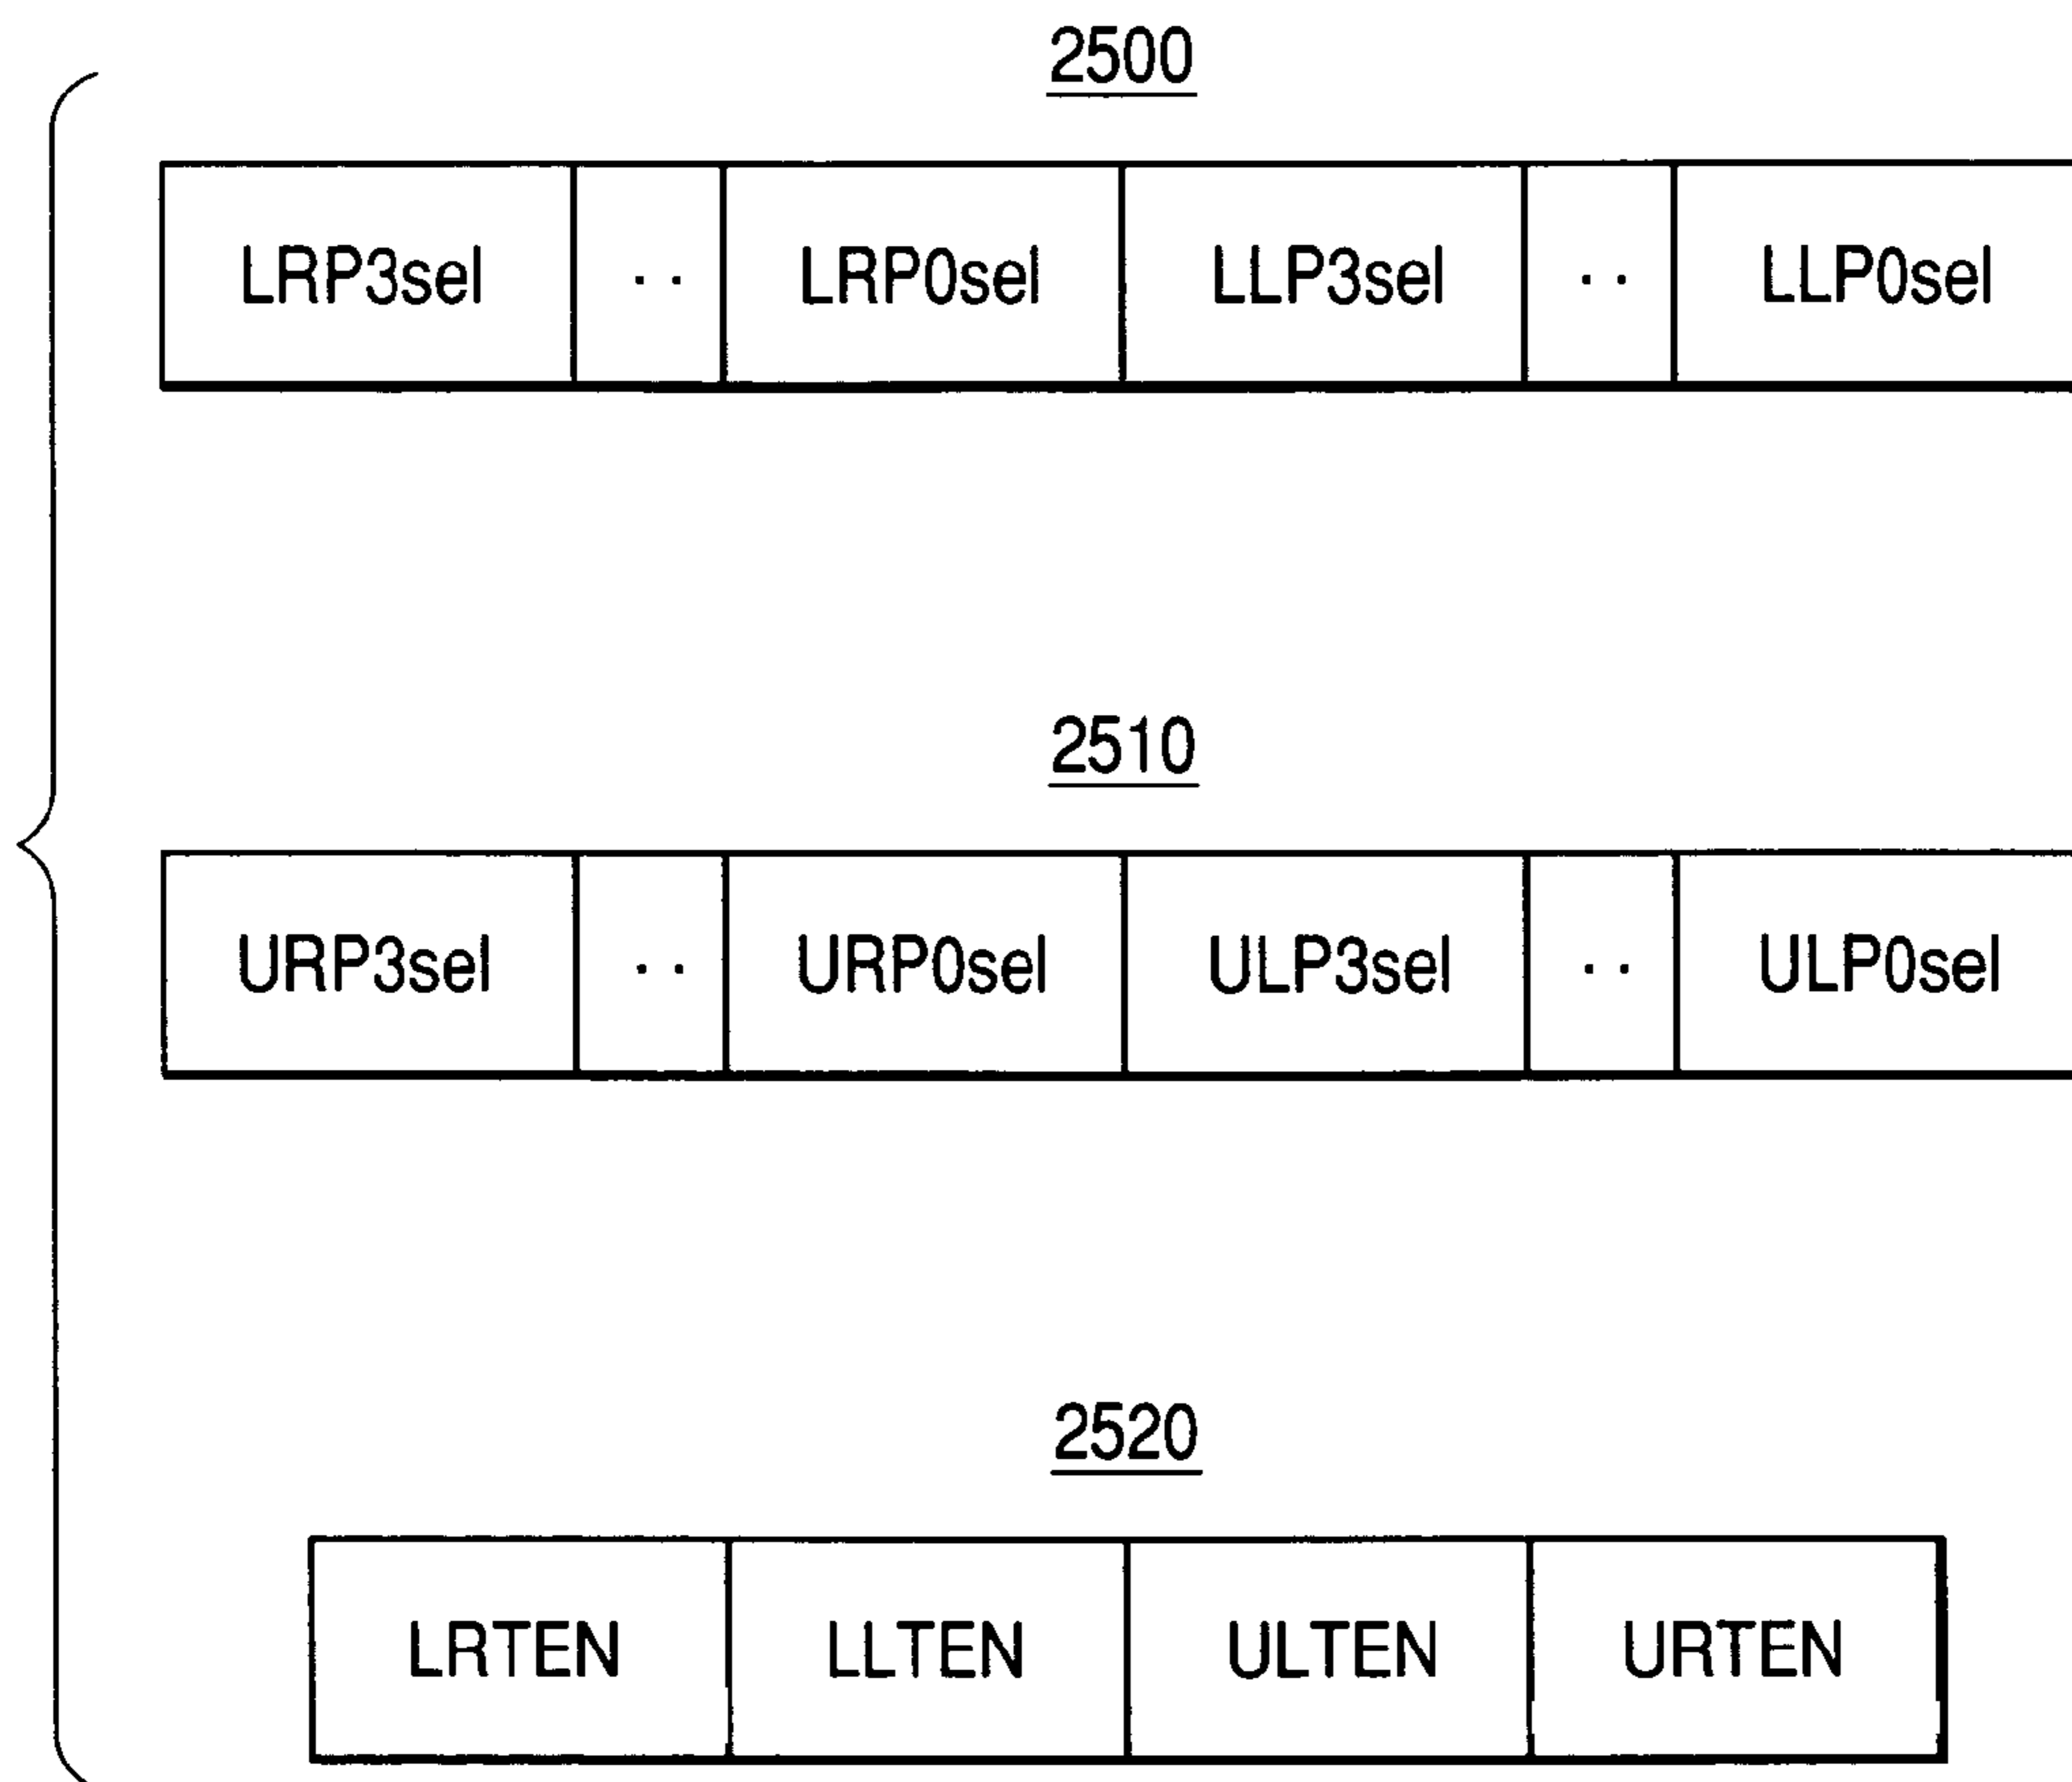 2500
LRP3sel .. LRP0sel LLP3sel .. LLP0sel
2510
URP3sel .. URP0sel ULP3sel .. ULP0sel
2520
LRTEN LLTEN ULTEN URTEN